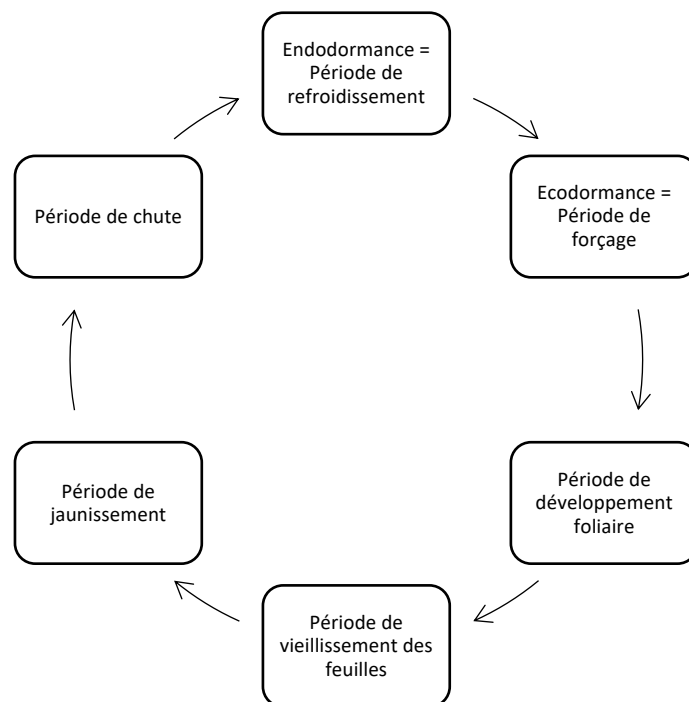 Endodormance =
Période de
refroidissement
Ecodormance =
Période de
forçage
Période de
développement
foliaire
Période de
vieillissement des
feuilles
Période de
jaunissement
Période de chute